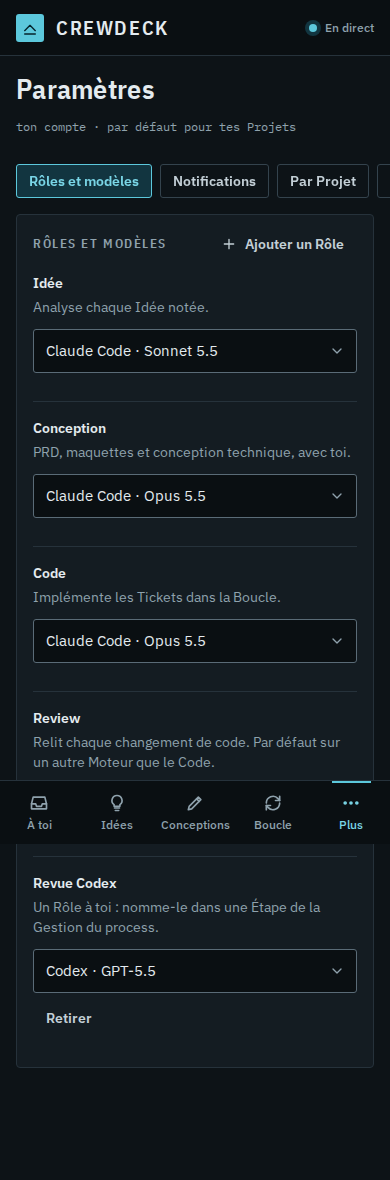 CREWDECK
En direct
Paramètres
ton compte · par défaut pour tes Projets
Rôles et modèles
Notifications
Par Projet
RÔLES ET MODÈLES
Ajouter un Rôle
Idée
Analyse chaque Idée notée.
Claude Code · Sonnet 5.5
Conception
PRD, maquettes et conception technique, avec toi.
Claude Code · Opus 5.5
Code
Implémente les Tickets dans la Boucle.
Claude Code · Opus 5.5
Review
Relit chaque changement de code. Par défaut sur
un autre Moteur que le Code.
À toi
Idées
Conceptions
Boucle
Plus
Revue Codex
Un Rôle à toi : nomme-le dans une Étape de la
Gestion du process.
Codex · GPT-5.5
Retirer